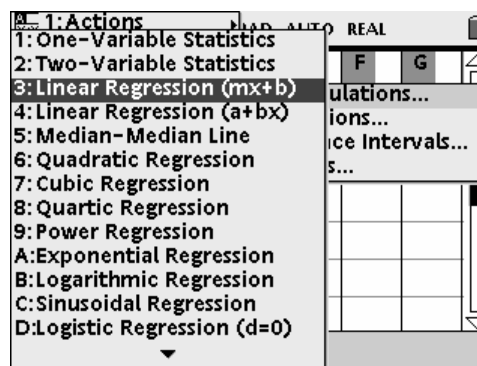 1:Actions
AUTO REAL
1:One-Variable Statistics
2:Two-Variable Statistics
F G
3:Linear Regression (mx+b)
ulations...
4:Linear Regression (a+bx)
ions...
5:Median-Median Line
ice Intervals...
6:Quadratic Regression
s...
7:Cubic Regression
8:Quartic Regression
9:Power Regression
A:Exponential Regression
B:Logarithmic Regression
C:Sinusoidal Regression
D:Logistic Regression (d=0)